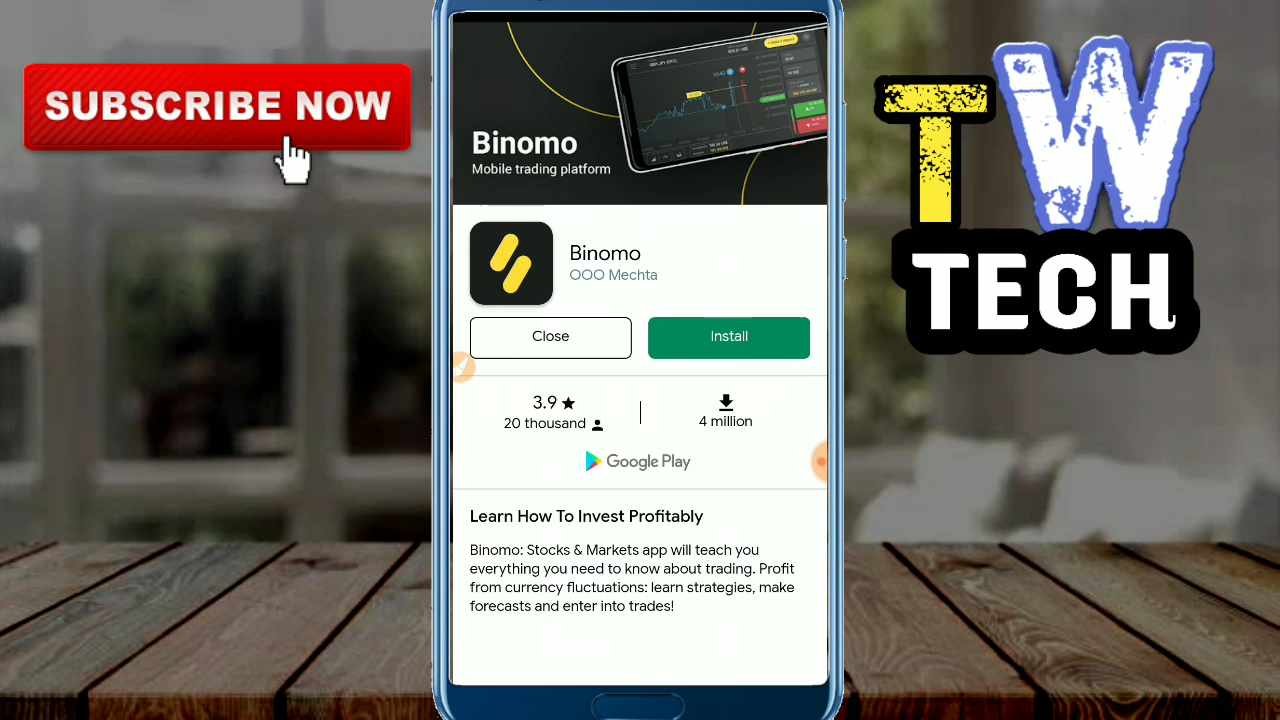 SUBSCRIBE NOW
Binomo
Mobile trading platform
Binomo
OOO Mechta
Close
Install
3.9
20 thousand
4 million
Google Play
Learn How To Invest Profitably
Binomo: Stocks & Markets app will teach you
everything you need to know about trading. Profit
from currency fluctuations: learn strategies, make
forecasts and enter into trades!
TW
TECH